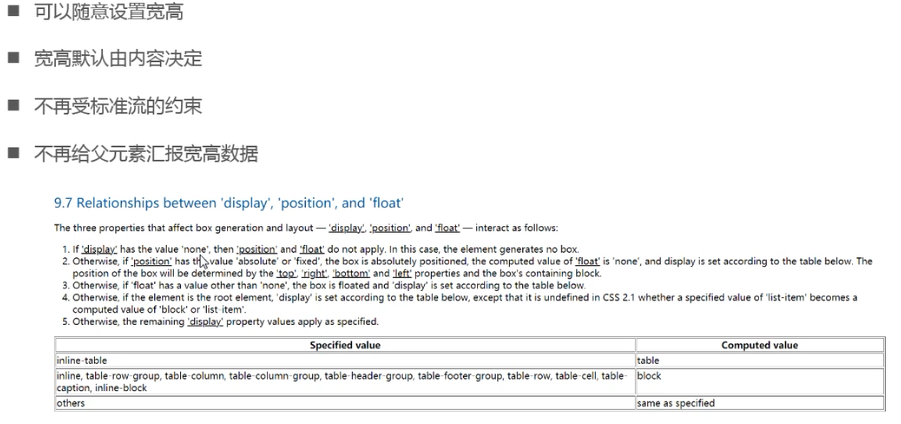 ■ 可以随意设置宽高
■ 宽高默认由内容决定
■ 不再受标准流的约束
■ 不再给父元素汇报宽高数据
9.7 Relationships between 'display', 'position', and 'float'
The three properties that affect box generation and layout — 'display', 'position', and 'float' — interact as follows:
1. If 'display' has the value 'none', then 'position' and 'float' do not apply. In this case, the element generates no box.
2. Otherwise, if 'position' has the value 'absolute' or 'fixed', the box is absolutely positioned, the computed value of 'float' is 'none', and display is set according to the table below. The
position of the box will be determined by the 'top', 'right', 'bottom' and 'left' properties and the box's containing block.
3. Otherwise, if 'float' has a value other than 'none', the box is floated and 'display' is set according to the table below.
4. Otherwise, if the element is the root element, 'display' is set according to the table below, except that it is undefined in CSS 2.1 whether a specified value of 'list-item' becomes a
computed value of 'block' or 'list-item'.
5. Otherwise, the remaining 'display' property values apply as specified.
Specified value Computed value
inline-table table
inline, table-row-group, table-column, table-column-group, table-header-group, table-footer-group, table-row, table-cell, table- block
caption, inline-block
others same as specified